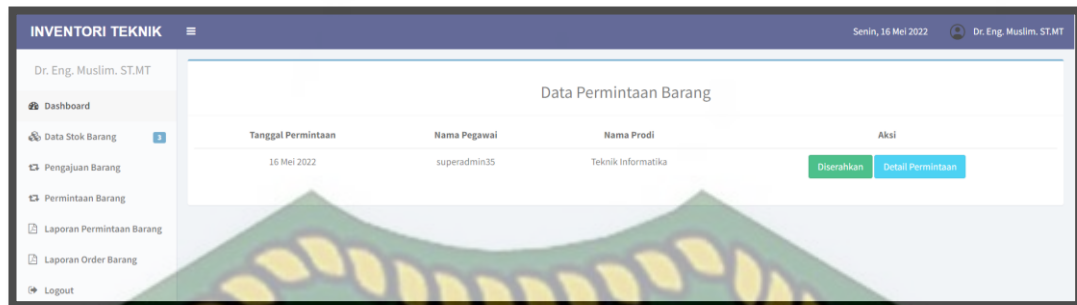 INVENTORI TEKNIK Senin, 16 Mei 2022 Dr. Eng. Muslim. ST.MT
Dr. Eng. Muslim. ST.MT
Dashboard
Data Stok Barang 3
Pengajuan Barang
Permintaan Barang
Laporan Permintaan Barang
Laporan Order Barang
Logout
Data Permintaan Barang
Tanggal Permintaan Nama Pegawai Nama Prodi Aksi
16 Mei 2022 superadmin35 Teknik Informatika Diserahkan Detail Permintaan